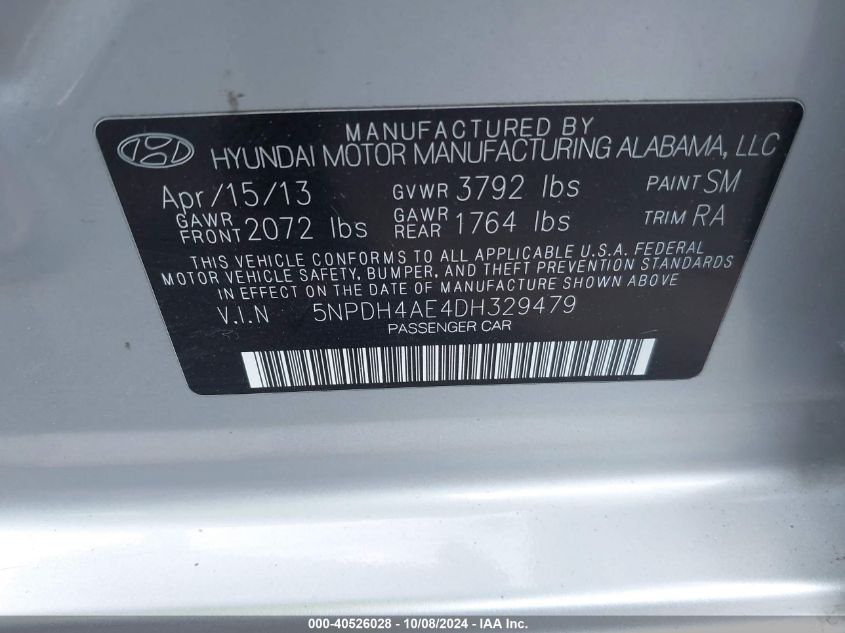 MANUFACTURED BY
HYUNDAI MOTOR MANUFACTURING ALABAMA, LLC
Apr/15/13 GVWR 3792 lbs PAINT SM
GAWR FRONT 2072 lbs GAWR REAR 1764 lbs TRIM RA
THIS VEHICLE CONFORMS TO ALL APPLICABLE U.S.A. FEDERAL
MOTOR VEHICLE SAFETY, BUMPER, AND THEFT PREVENTION STANDARDS
IN EFFECT ON THE DATE OF MANUFACTURE SHOWN ABOVE
V.I.N 5NPDH4AE4DH329479
PASSENGER CAR
000-40526028 - 10/08/2024 - IAA Inc.